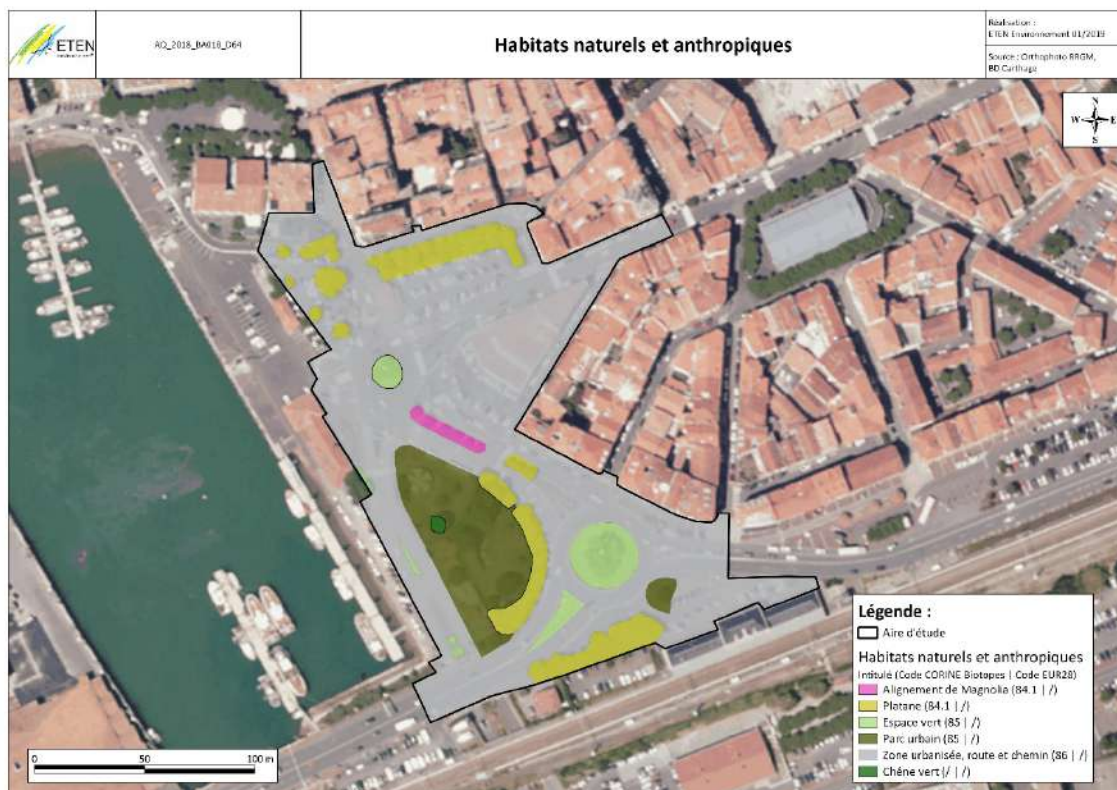 ETEN
AQ_2018_BA018_D64
Habitats naturels et anthropiques
Réalisation :
ETEN Environnement 01/2019
Source : Orthophoto BRGM,
BD Carthage
N
W E
S
Légende :
Aire d'étude
Habitats naturels et anthropiques
Intitulé (Code CORINE Biotopes | Code EUR28)
Alignement de Magnolia (84.1 | /)
Platane (84.1 | /)
Espace vert (85 | /)
Parc urbain (85 | /)
Zone urbanisée, route et chemin (86 | /)
Chêne vert (/ | /)
0 50 100 m